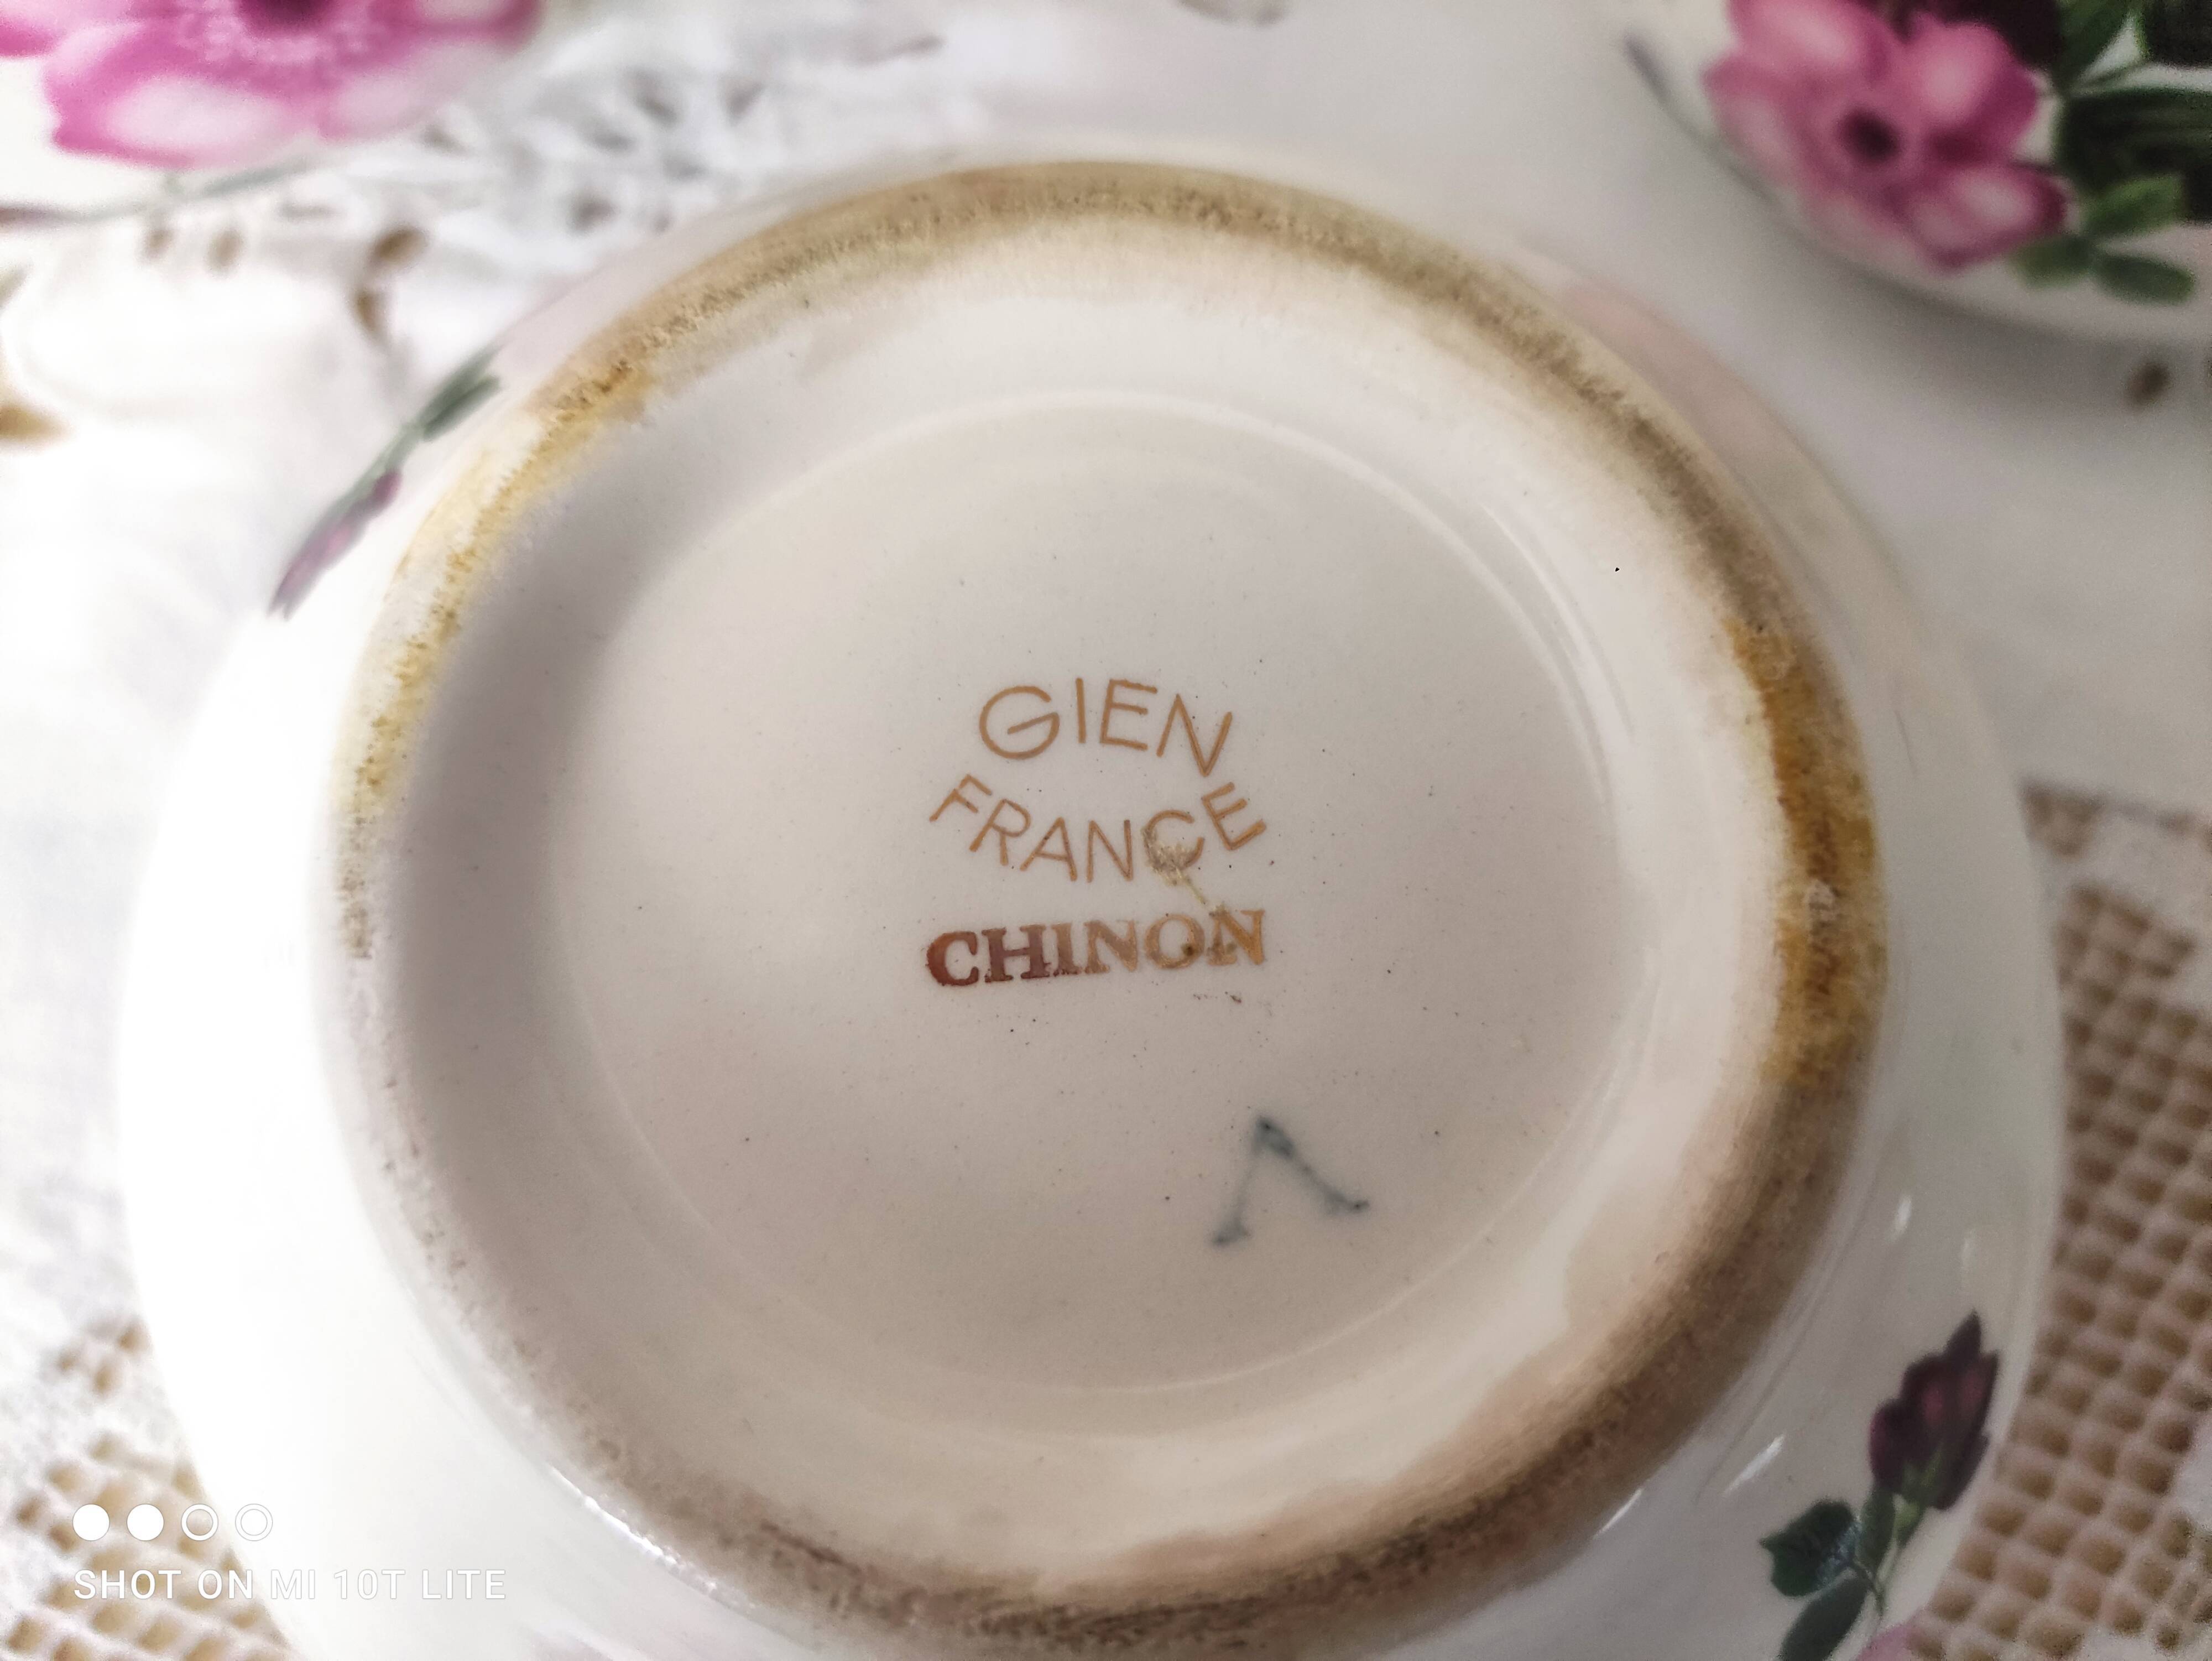 GIEN
FRANCE
CHINON
SHOT ON MI 10T LITE